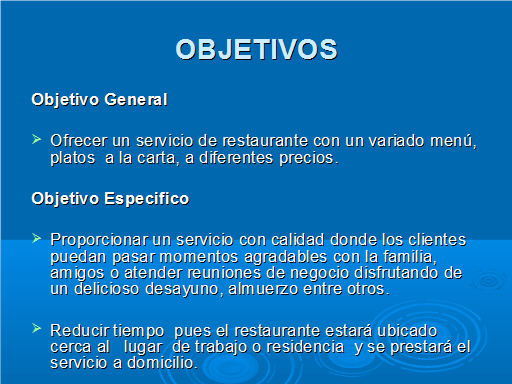 OBJETIVOS
Objetivo General
Ofrecer un servicio de restaurante con un variado menú,
platos  a la carta, a diferentes precios.
Objetivo Especifico
Proporcionar un servicio con calidad donde los clientes
puedan pasar momentos agradables con la familia,
amigos o atender reuniones de negocio disfrutando de
un delicioso desayuno, almuerzo entre otros.
Reducir tiempo  pues el restaurante estará ubicado
cerca al   lugar  de trabajo o residencia  y se prestará el
servicio a domicilio.